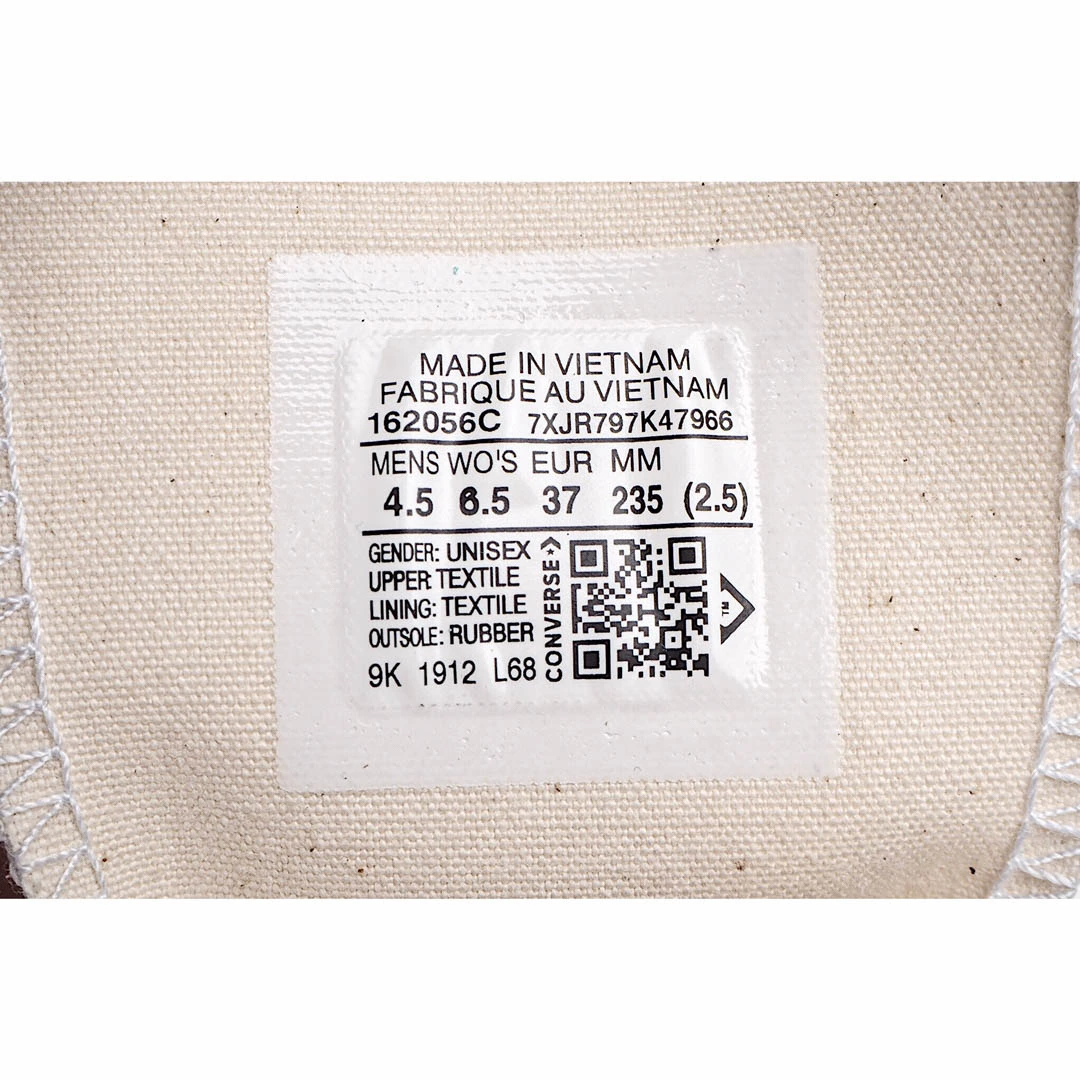 MADE IN VIETNAM
FABRIQUE AU VIETNAM
162056C 7XJR797K47966
MENS WO'S EUR MM
4.5 6.5 37 235 (2.5)
GENDER: UNISEX
UPPER: TEXTILE
LINING: TEXTILE
OUTSOLE: RUBBER
9K 1912 L68
CONVERSE
TM